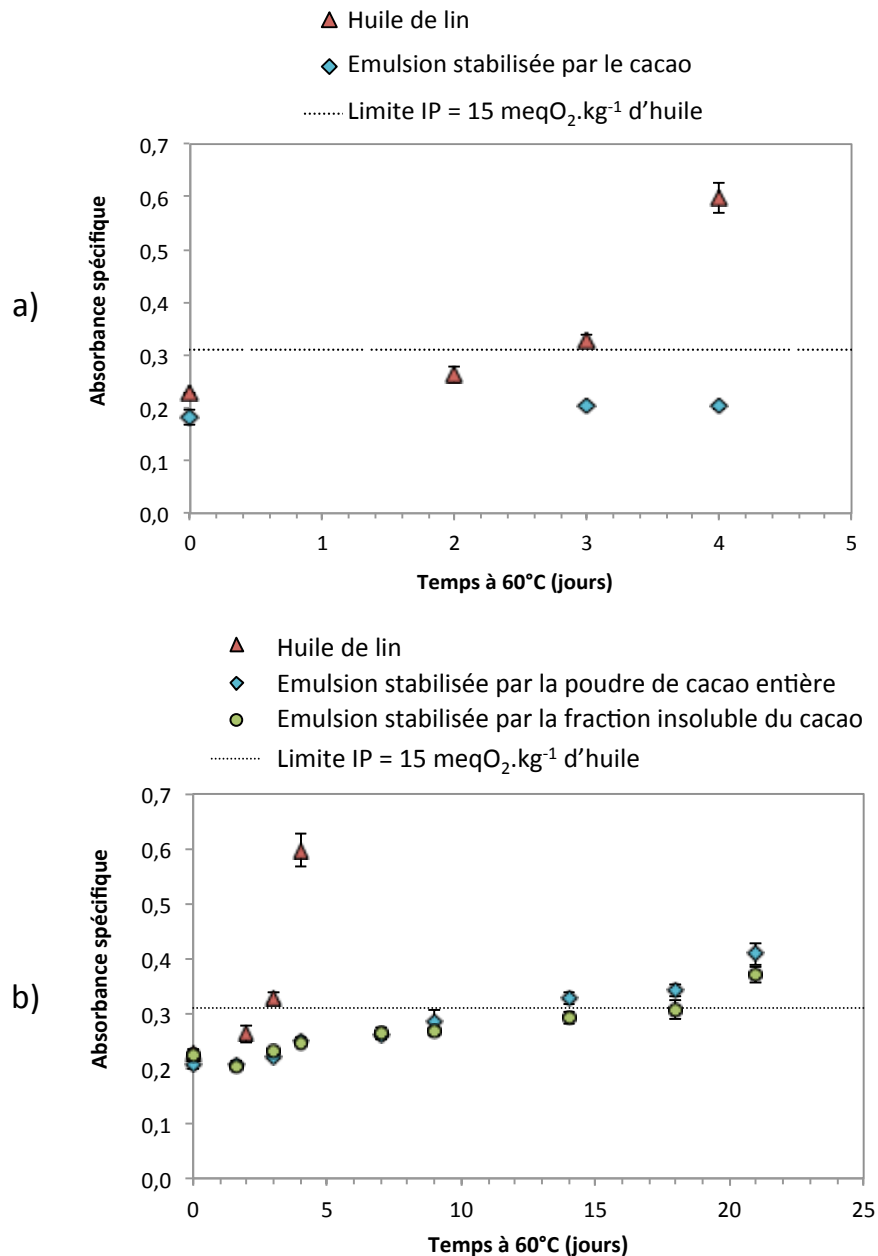 Huile de lin
Emulsion stabilisée par le cacao
Limite IP = 15 meqO₂.kg⁻¹ d'huile
a)
Absorbance spécifique
0,7
0,6
0,5
0,4
0,3
0,2
0,1
0,0
0 1 2 3 4 5
Temps à 60°C (jours)
Huile de lin
Emulsion stabilisée par la poudre de cacao entière
Emulsion stabilisée par la fraction insoluble du cacao
Limite IP = 15 meqO₂.kg⁻¹ d'huile
b)
Absorbance spécifique
0,7
0,6
0,5
0,4
0,3
0,2
0,1
0,0
0 5 10 15 20 25
Temps à 60°C (jours)